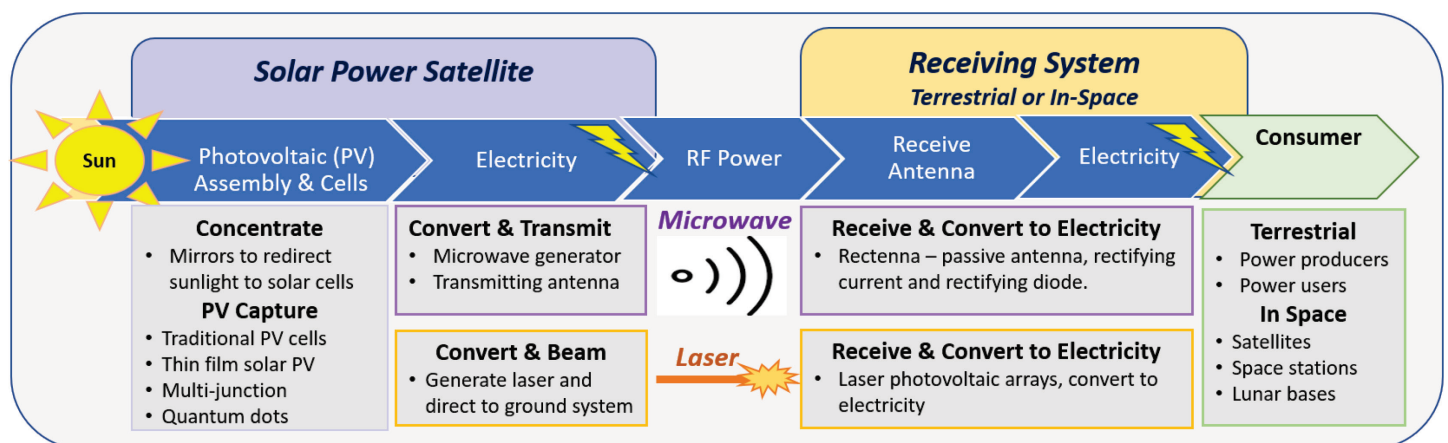 Solar Power Satellite
Receiving System
Terrestrial or In-Space
Sun
Photovoltaic (PV)
Assembly & Cells
Electricity
RF Power
Receive
Antenna
Electricity
Consumer
Concentrate
• Mirrors to redirect
sunlight to solar cells
PV Capture
• Traditional PV cells
• Thin film solar PV
• Multi-junction
• Quantum dots
Convert & Transmit
• Microwave generator
• Transmitting antenna
Microwave
Receive & Convert to Electricity
• Rectenna – passive antenna, rectifying
current and rectifying diode.
Convert & Beam
• Generate laser and
direct to ground system
Laser
Receive & Convert to Electricity
• Laser photovoltaic arrays, convert to
electricity
Terrestrial
• Power producers
• Power users
In Space
• Satellites
• Space stations
• Lunar bases